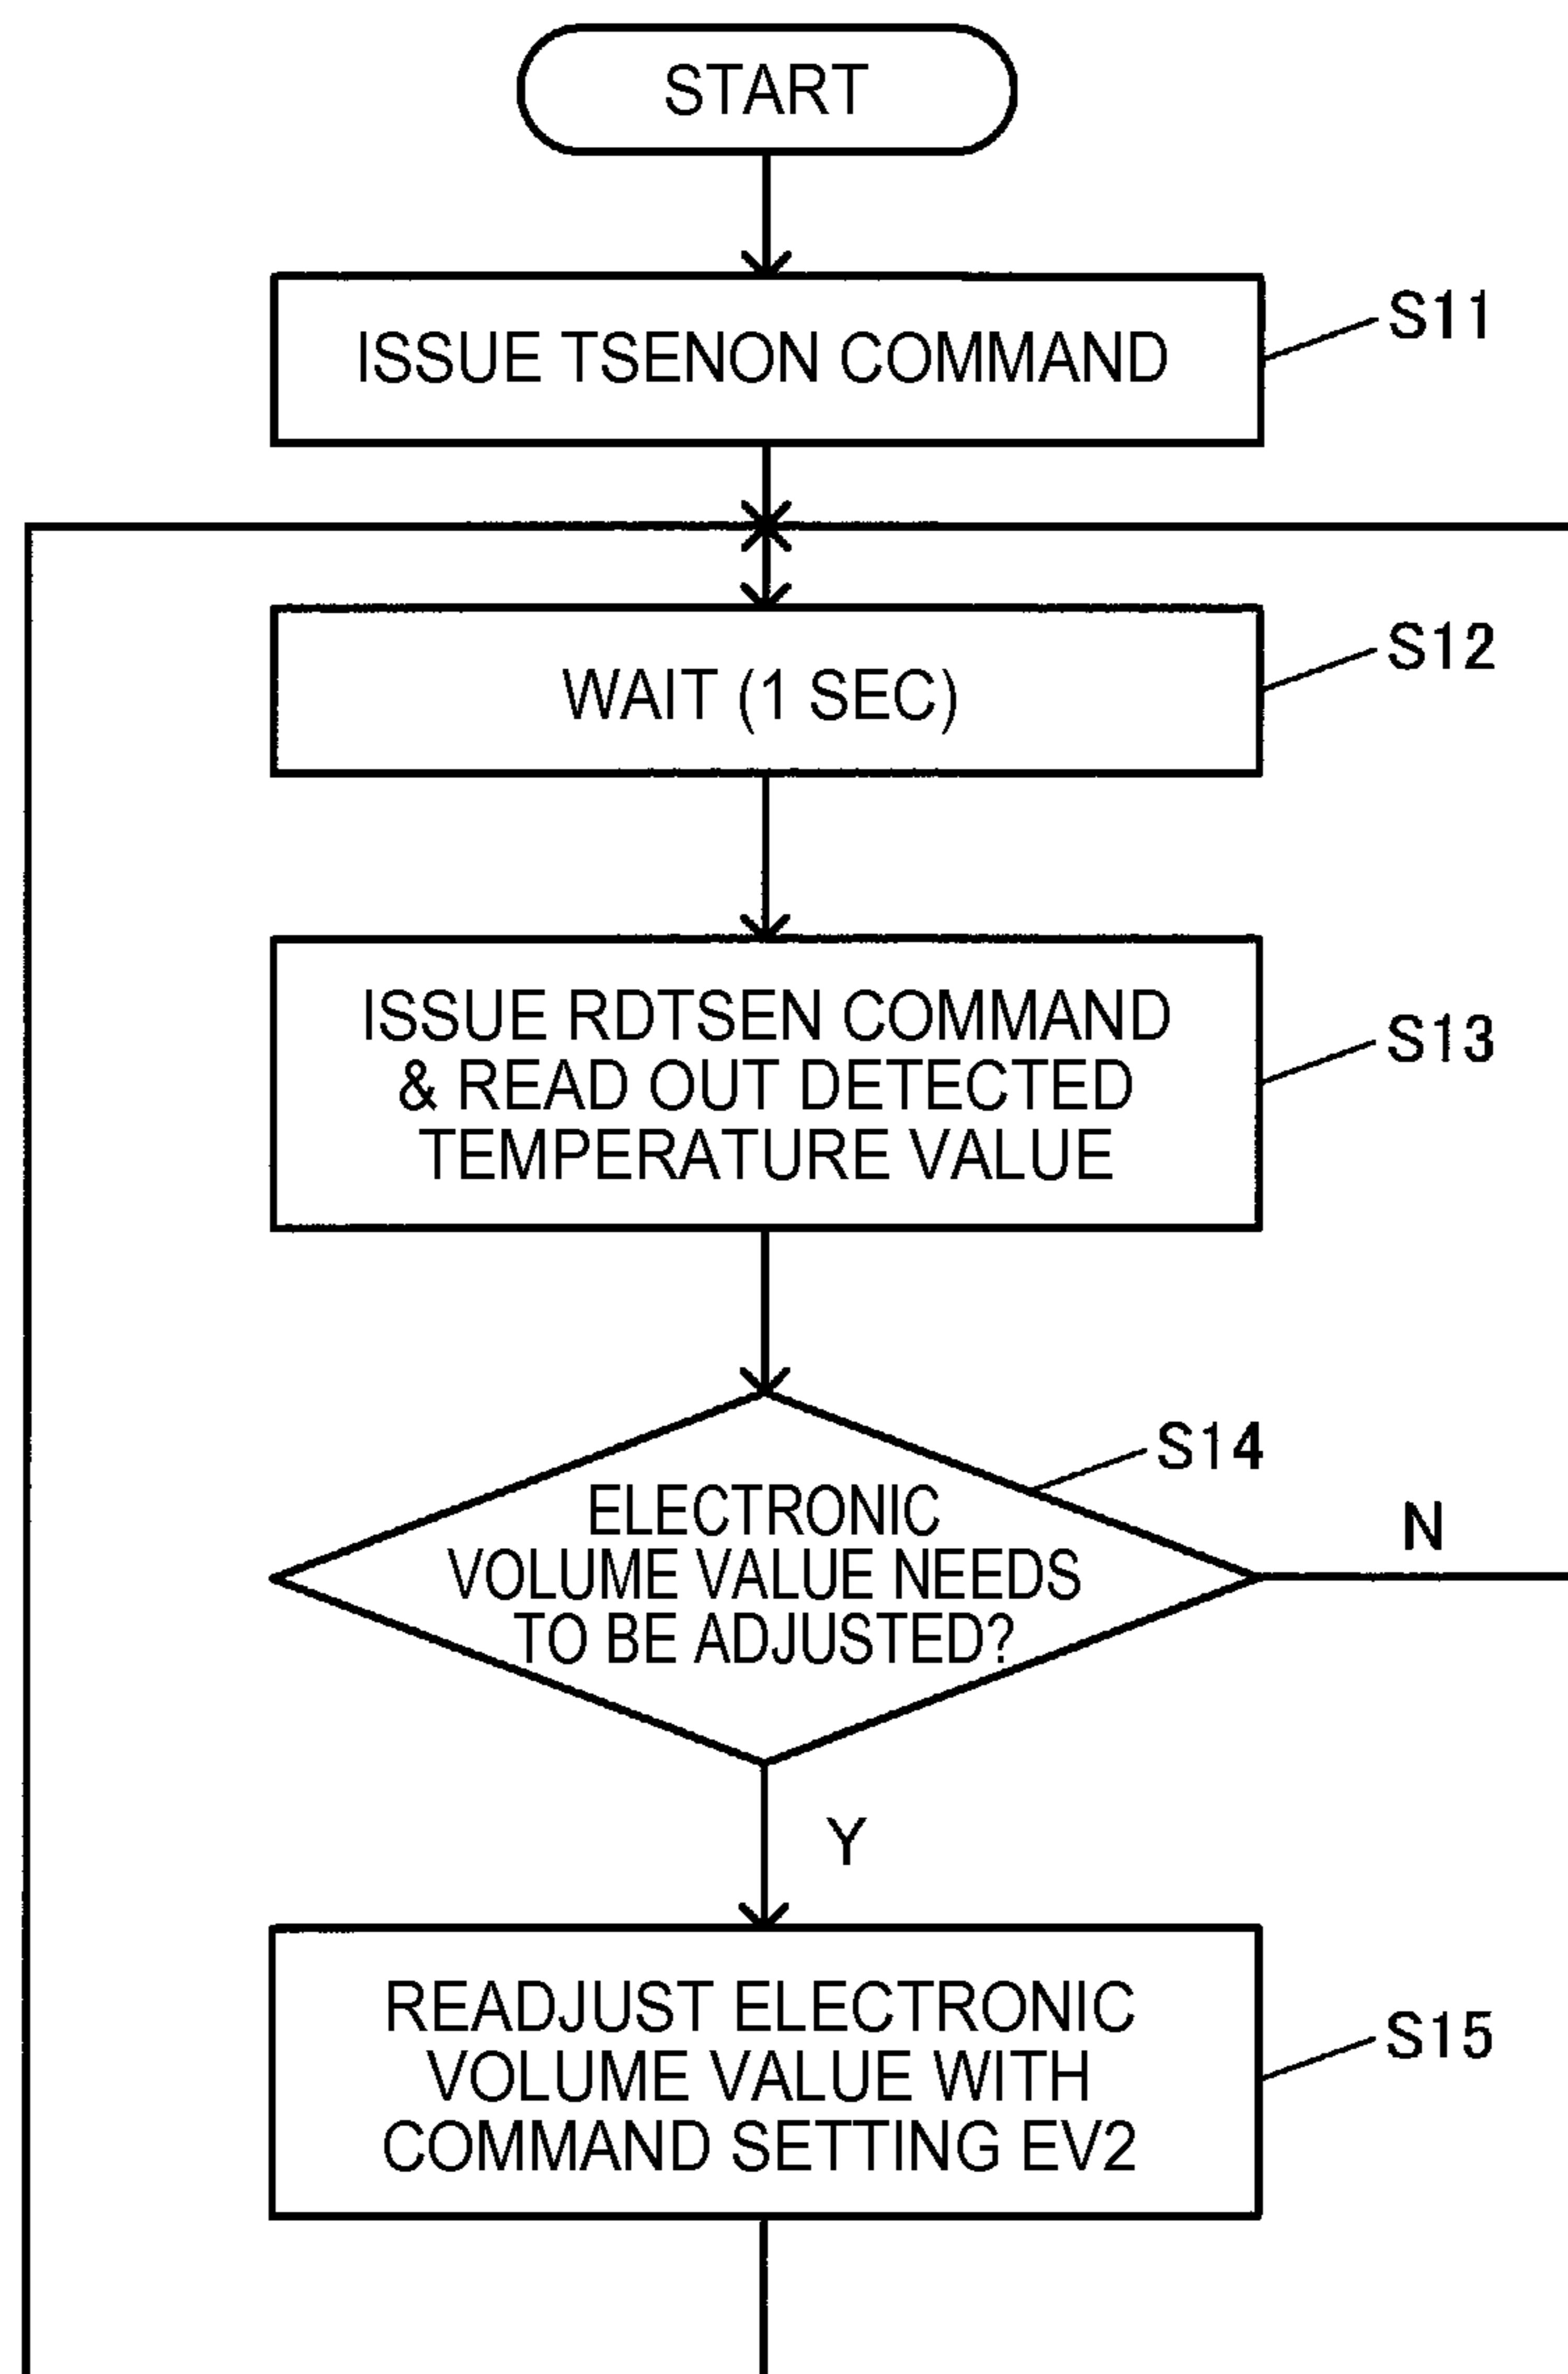 START
ISSUE TSENON COMMAND
S11
WAIT (1 SEC)
S12
ISSUE RDTSEN COMMAND
& READ OUT DETECTED
TEMPERATURE VALUE
S13
ELECTRONIC
VOLUME VALUE NEEDS
TO BE ADJUSTED?
S14
N
Y
READJUST ELECTRONIC
VOLUME VALUE WITH
COMMAND SETTING EV2
S15